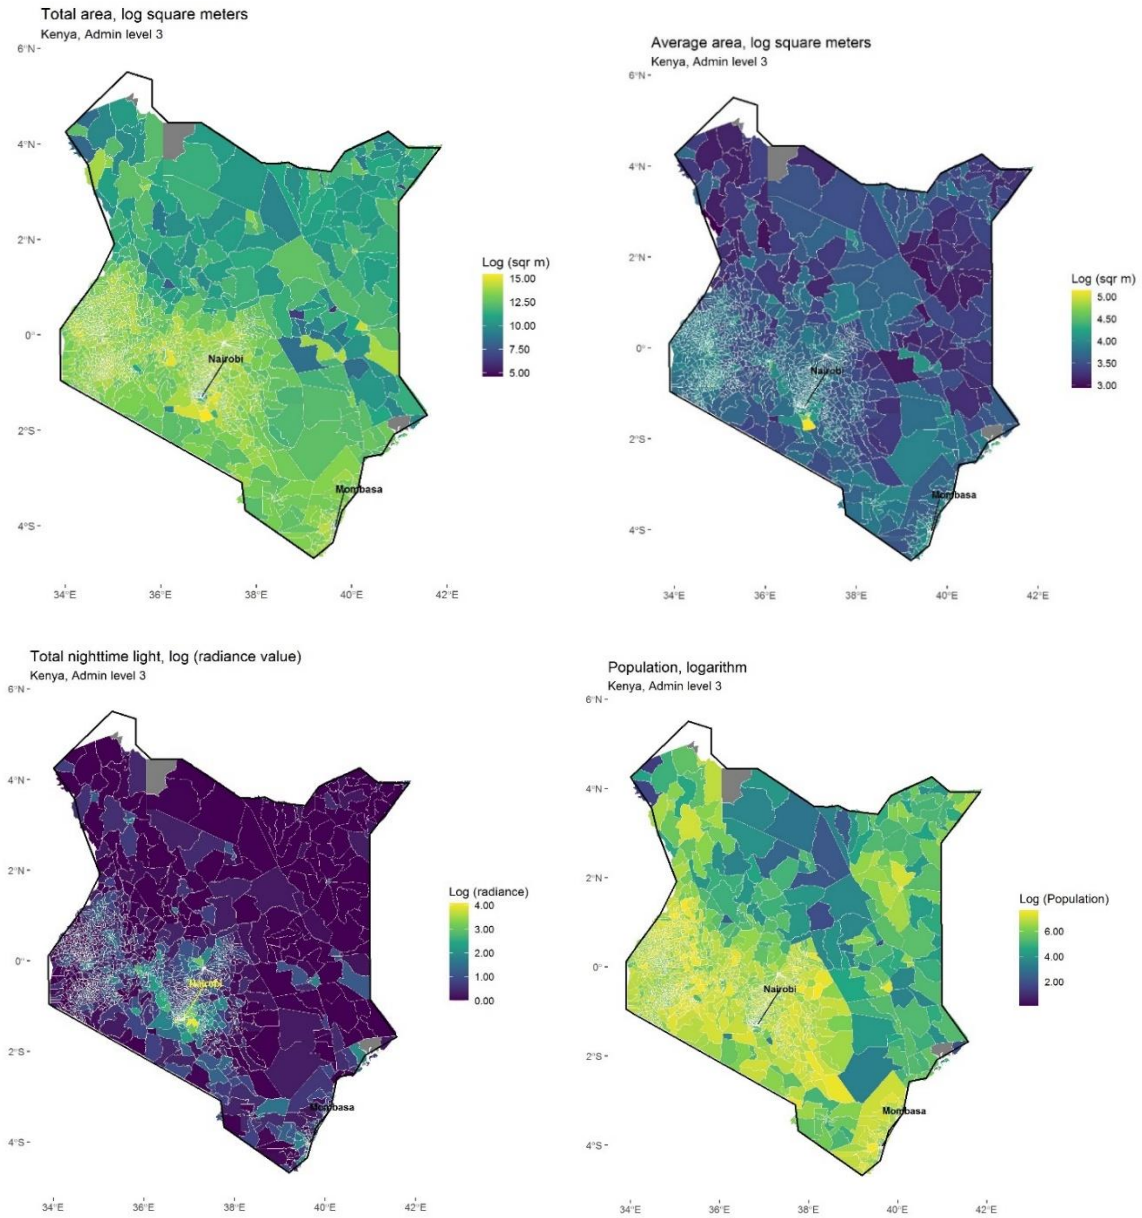 Total area, log square meters
Kenya, Admin level 3
6°N
4°N
2°N
0°
2°S
4°S
34°E 36°E 38°E 40°E 42°E
Nairobi
Mombasa
Log (sqr m)
15.00
12.50
10.00
7.50
5.00
Average area, log square meters
Kenya, Admin level 3
6°N
4°N
2°N
0°
2°S
4°S
34°E 36°E 38°E 40°E 42°E
Nairobi
Mombasa
Log (sqr m)
5.00
4.50
4.00
3.50
3.00
Total nighttime light, log (radiance value)
Kenya, Admin level 3
6°N
4°N
2°N
0°
2°S
4°S
34°E 36°E 38°E 40°E 42°E
Nairobi
Mombasa
Log (radiance)
4.00
3.00
2.00
1.00
0.00
Population, logarithm
Kenya, Admin level 3
6°N
4°N
2°N
0°
2°S
4°S
34°E 36°E 38°E 40°E 42°E
Nairobi
Mombasa
Log (Population)
6.00
4.00
2.00